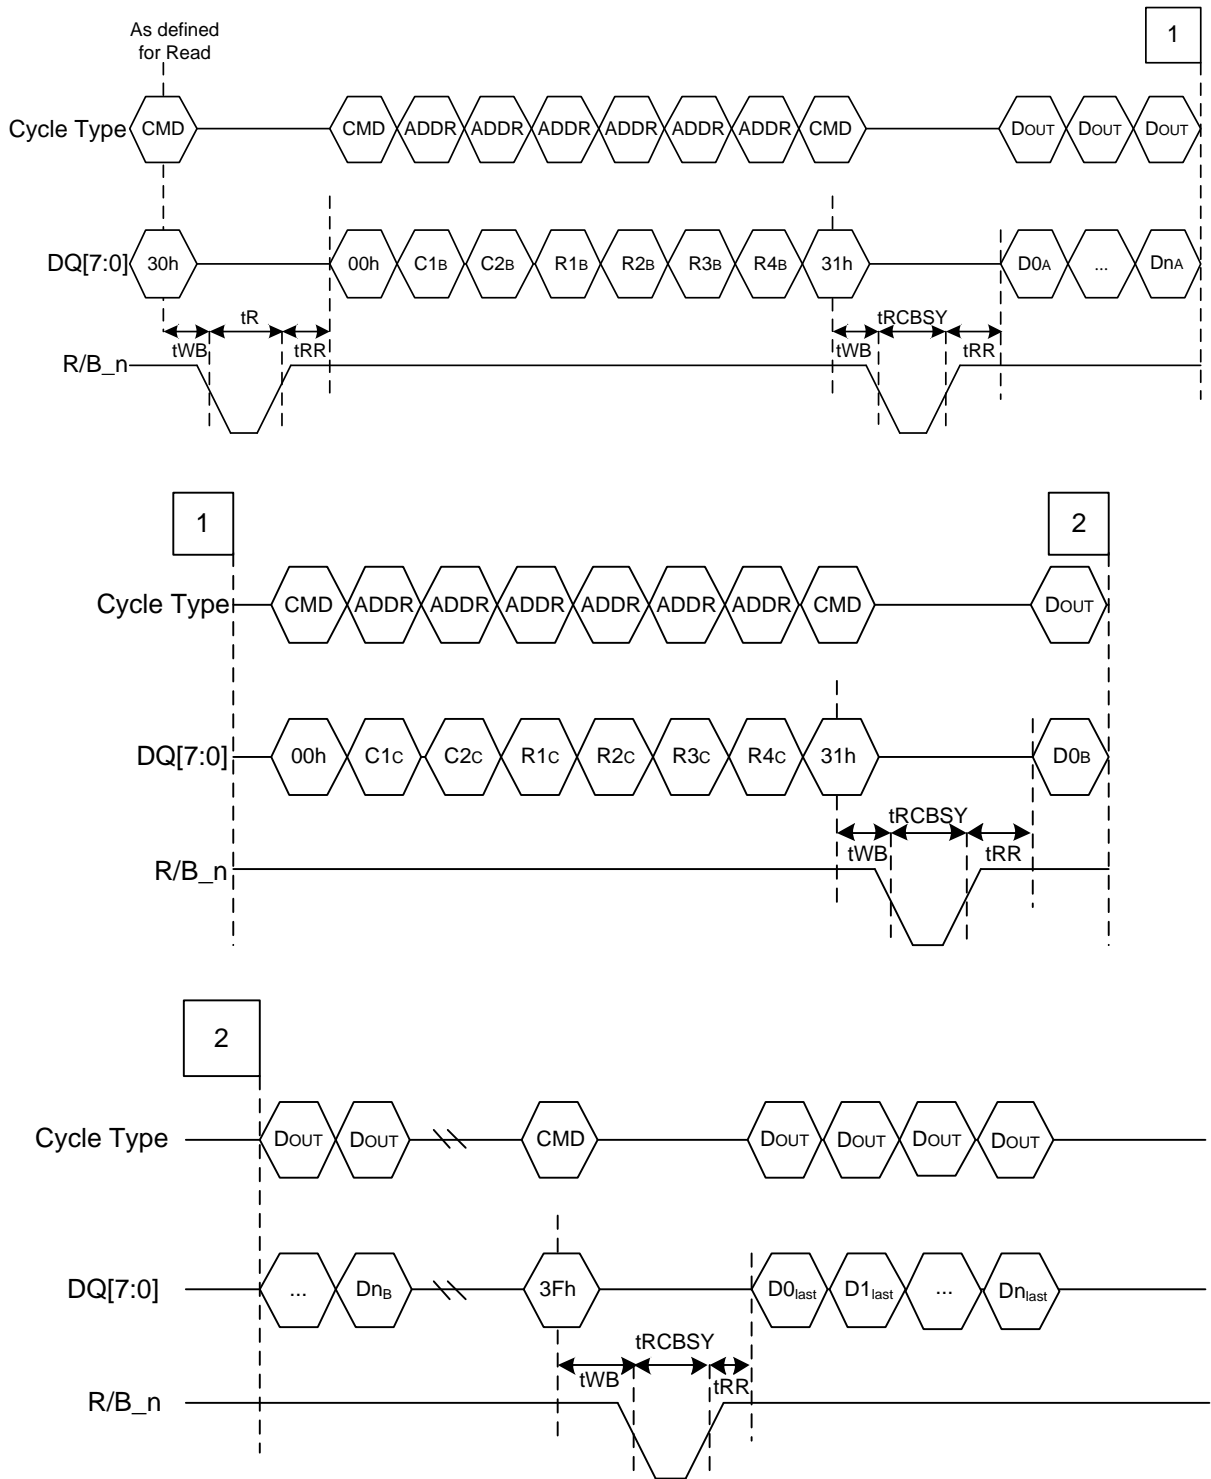 As defined
for Read
1
Cycle Type CMD CMD ADDR ADDR ADDR ADDR ADDR ADDR CMD DOUT DOUT DOUT
DQ[7:0] 30h 00h C1B C2B R1B R2B R3B R4B 31h D0A ... DnA
tR tRCBSY
tWB tRR tWB tRR
R/B_n
1 2
Cycle Type CMD ADDR ADDR ADDR ADDR ADDR ADDR CMD DOUT
DQ[7:0] 00h C1C C2C R1C R2C R3C R4C 31h D0B
tRCBSY
tWB tRR
R/B_n
2
Cycle Type DOUT DOUT CMD DOUT DOUT DOUT DOUT
DQ[7:0] ... DnB 3Fh D0last D1last ... Dnlast
tRCBSY
tWB tRR
R/B_n